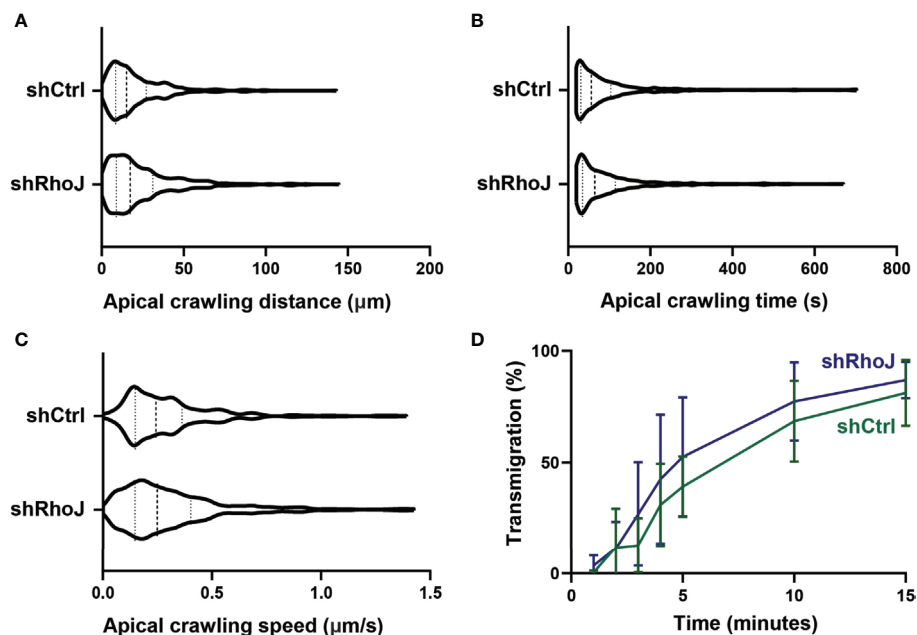 A
shCtrl
shRhoJ
0 50 100 150 200
Apical crawling distance (µm)
B
shCtrl
shRhoJ
0 200 400 600 800
Apical crawling time (s)
C
shCtrl
shRhoJ
0.0 0.5 1.0 1.5
Apical crawling speed (µm/s)
D
100
50
0
Transmigration (%)
shRhoJ
shCtrl
0 5 10 15
Time (minutes)